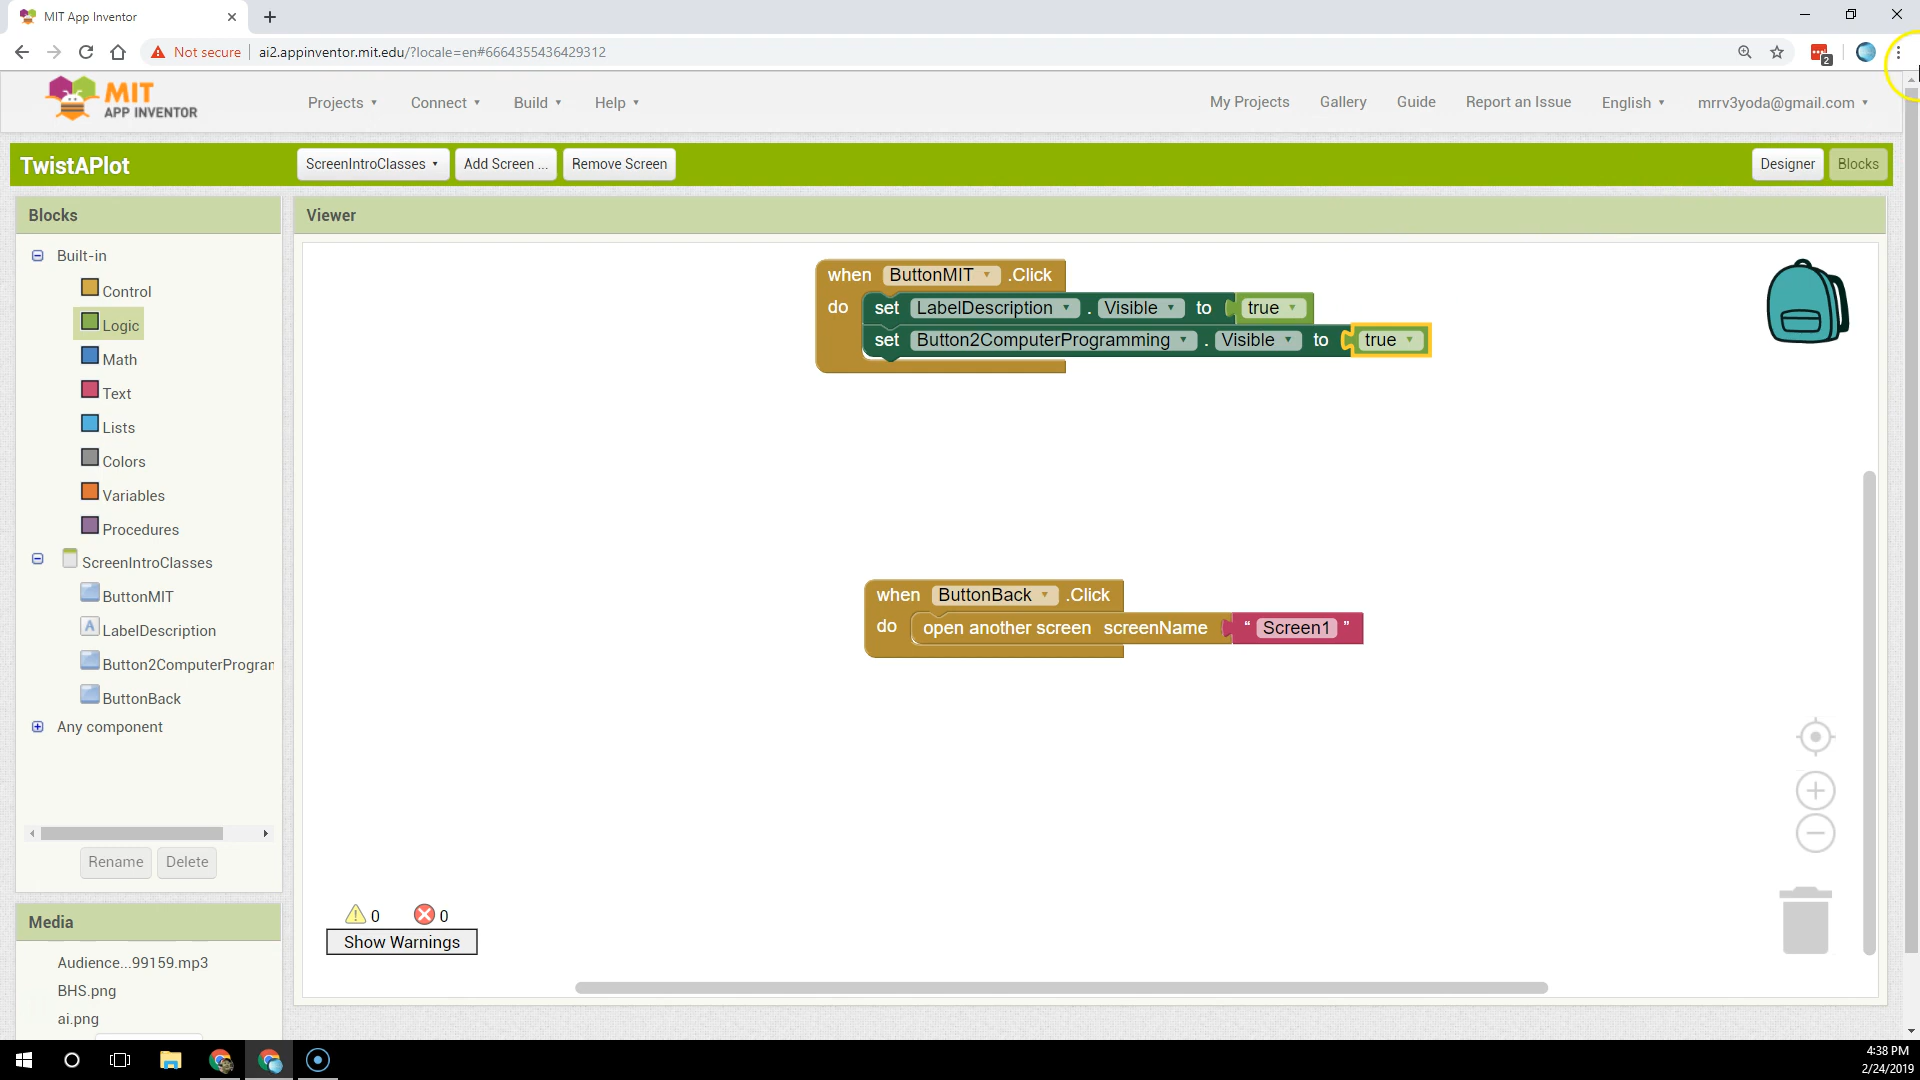 MIT App Inventor
Not secure
ai2.appinventor.mit.edu/?locale=en#6664355436429312
2
MIT
APP INVENTOR
Projects
Connect
Build
Help
My Projects
Gallery
Guide
Report an Issue
English
mrrv3yoda@gmail.com
TwistAPlot
ScreenIntroClasses
Add Screen ...
Remove Screen
Designer
Blocks
Blocks
Built-in
Control
Logic
Math
Text
Lists
Colors
Variables
Procedures
ScreenIntroClasses
ButtonMIT
A LabelDescription
Button2ComputerProgran
ButtonBack
Any component
Rename
Delete
Media
Audience...99159.mp3
BHS.png
ai.png
Viewer
when ButtonMIT .Click
do set LabelDescription . Visible to true
set Button2ComputerProgramming . Visible to true
when ButtonBack .Click
do open another screen screenName " Screen1 "
0 0
Show Warnings
4:38 PM
2/24/2019